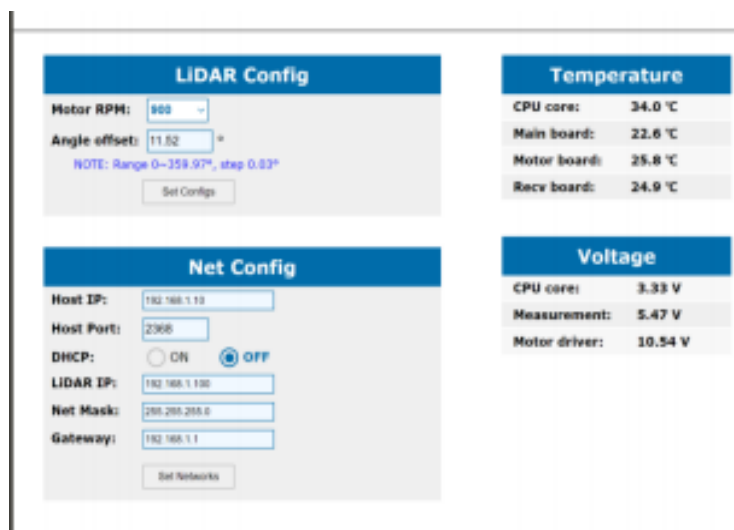 LiDAR Config
Motor RPM: 900
Angle offset: 11.52 °
NOTE: Range 0~359.97°, step 0.03°
Set Configs
Net Config
Host IP: 192.168.1.10
Host Port: 2368
DHCP: ON OFF
LiDAR IP: 192.168.1.100
Net Mask: 255.255.255.0
Gateway: 192.168.1.1
Set Networks
Temperature
CPU core: 34.0 ℃
Main board: 22.6 ℃
Motor board: 25.8 ℃
Recv board: 24.9 ℃
Voltage
CPU core: 3.33 V
Measurement: 5.47 V
Motor driver: 10.54 V